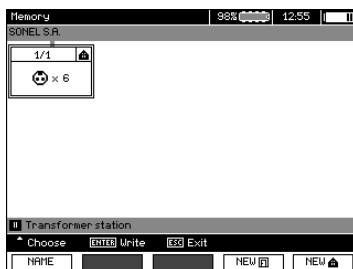 Memory 98% 12:55
SONEL S.A.
1/1
x 6
Transformer station
Choose ENTER Write ESC Exit
NAME NEW NEW